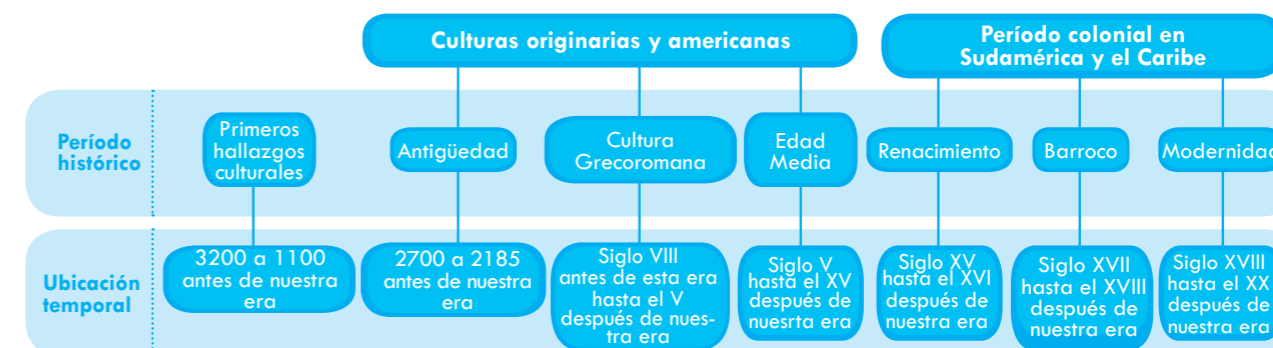 Culturas originarias y americanas
Período colonial en
Sudamérica y el Caribe
Período
histórico
Primeros
hallazgos
culturales
Antigüedad
Cultura
Grecoromana
Edad
Media
Renacimiento
Barroco
Modernidad
Ubicación
temporal
3200 a 1100
antes de nuestra
era
2700 a 2185
antes de nuestra
era
Siglo VIII
antes de esta era
hasta el V
después de nues-
tra era
Siglo V
hasta el XV
después de
nuesrta era
Siglo XV
hasta el XVI
después de
nuestra era
Siglo XVII
hasta el XVIII
después de
nuestra era
Siglo XVIII
hasta el XX
después de
nuestra era